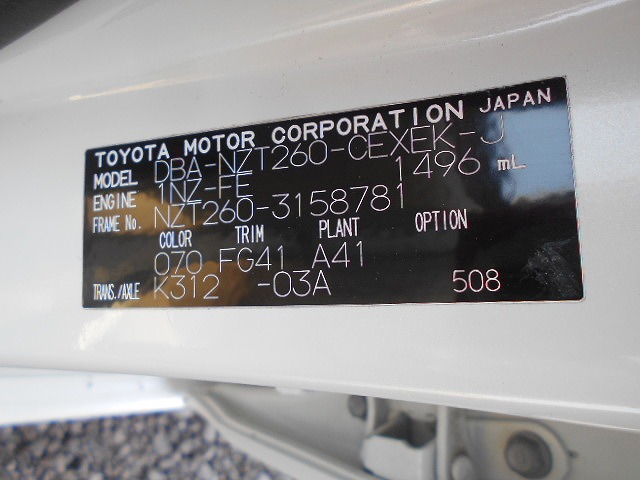 TOYOTA MOTOR CORPORATION JAPAN
MODEL DBA-NZT260-CEXEK-J
ENGINE 1NZ-FE 1496 mL
FRAME No. NZT260-3158781
COLOR TRIM PLANT OPTION
070 FG41 A41
TRANS./AXLE K312 -03A 508